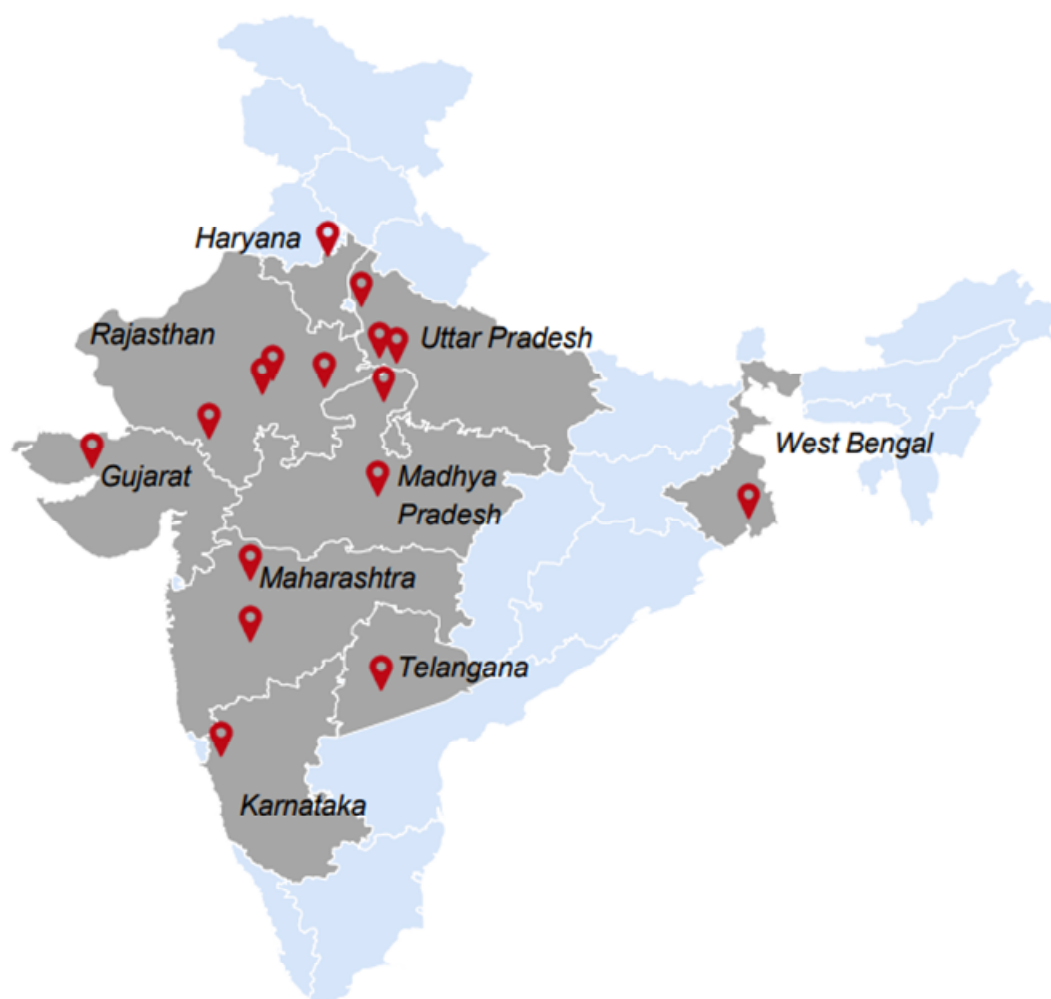 Haryana
Rajasthan
Uttar Pradesh
West Bengal
Gujarat
Madhya
Pradesh
Maharashtra
Telangana
Karnataka